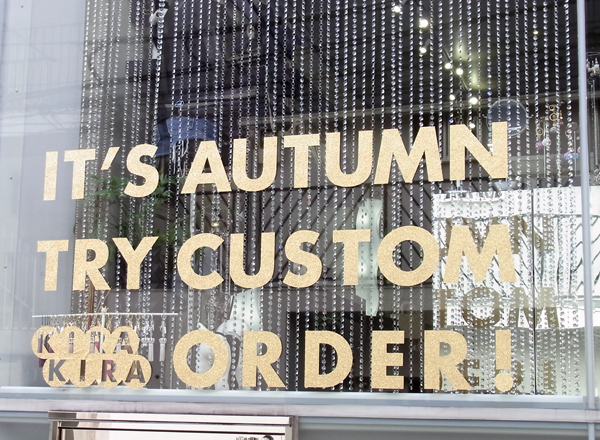 IT'S AUTUMN
TRY CUSTOM
KIRA
KIRA
ORDER!